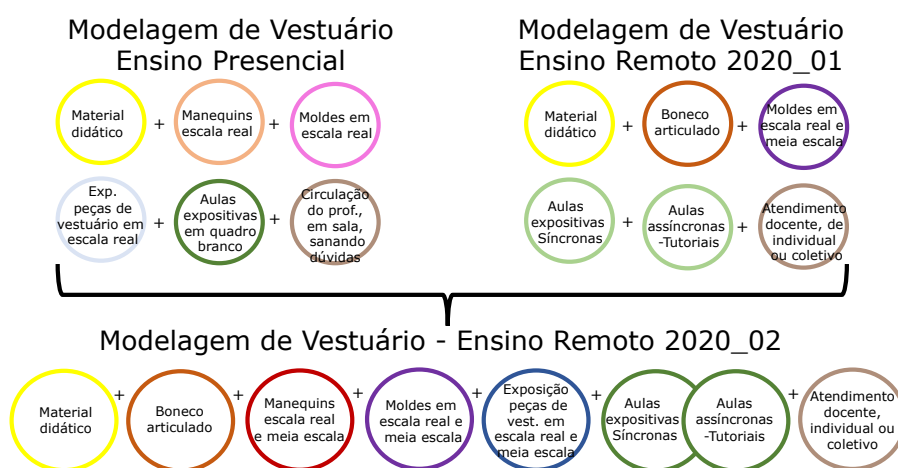 Modelagem de Vestuário
Ensino Presencial
Material
didático
+
Manequins
escala real
+
Moldes em
escala real
Exp.
peças de
vestuário em
escala real
+
Aulas
expositivas
em quadro
branco
+
Circulação
do prof.,
em sala,
sanando
dúvidas
Modelagem de Vestuário
Ensino Remoto 2020_01
Material
didático
+
Boneco
articulado
+
Moldes em
escala real e
meia escala
Aulas
expositivas
Síncronas
+
Aulas
assíncronas
-Tutoriais
+
Atendimento
docente, de
individual
ou coletivo
Modelagem de Vestuário - Ensino Remoto 2020_02
Material
didático
+
Boneco
articulado
+
Manequins
escala real
e meia escala
+
Moldes em
escala real e
meia escala
+
Exposição
peças de
vest. em
escala real e
meia escala
+
Aulas
expositivas
Síncronas
Aulas
assíncronas
-Tutoriais
+
Atendimento
docente,
individual ou
coletivo